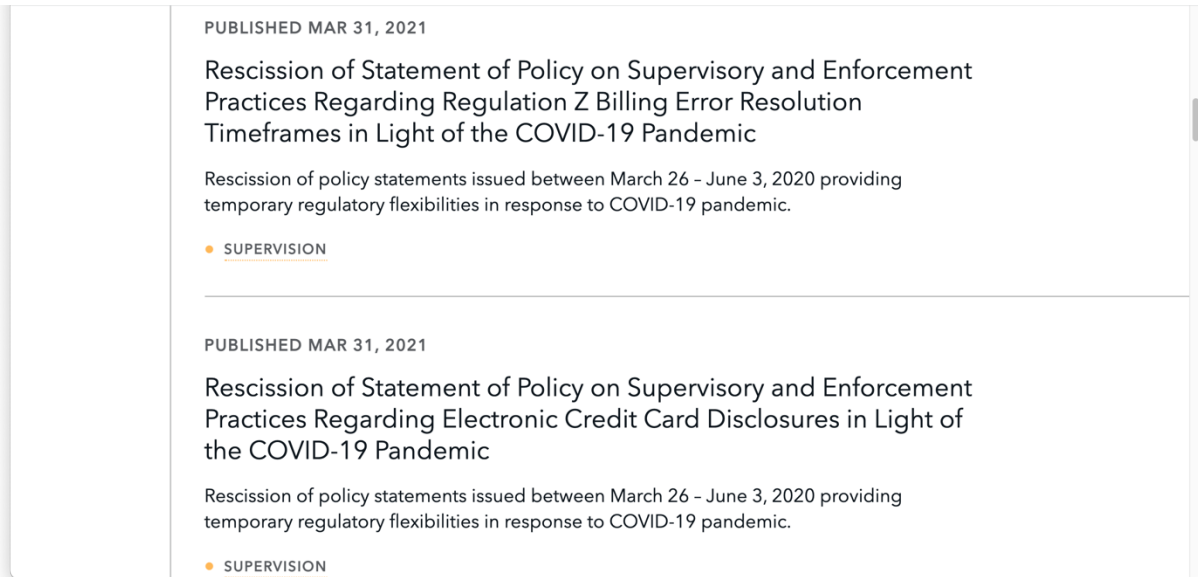 PUBLISHED MAR 31, 2021
Rescission of Statement of Policy on Supervisory and Enforcement
Practices Regarding Regulation Z Billing Error Resolution
Timeframes in Light of the COVID-19 Pandemic
Rescission of policy statements issued between March 26 – June 3, 2020 providing
temporary regulatory flexibilities in response to COVID-19 pandemic.
SUPERVISION
PUBLISHED MAR 31, 2021
Rescission of Statement of Policy on Supervisory and Enforcement
Practices Regarding Electronic Credit Card Disclosures in Light of
the COVID-19 Pandemic
Rescission of policy statements issued between March 26 – June 3, 2020 providing
temporary regulatory flexibilities in response to COVID-19 pandemic.
SUPERVISION